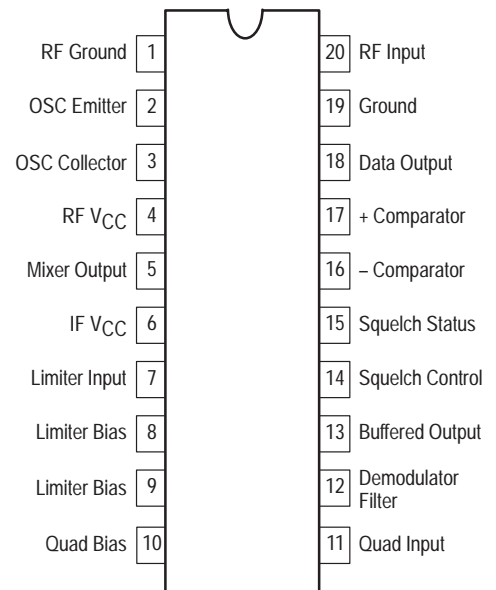 RF Ground 1 20 RF Input
OSC Emitter 2 19 Ground
OSC Collector 3 18 Data Output
RF VCC 4 17 + Comparator
Mixer Output 5 16 – Comparator
IF VCC 6 15 Squelch Status
Limiter Input 7 14 Squelch Control
Limiter Bias 8 13 Buffered Output
Limiter Bias 9 12 Demodulator
Filter
Quad Bias 10 11 Quad Input